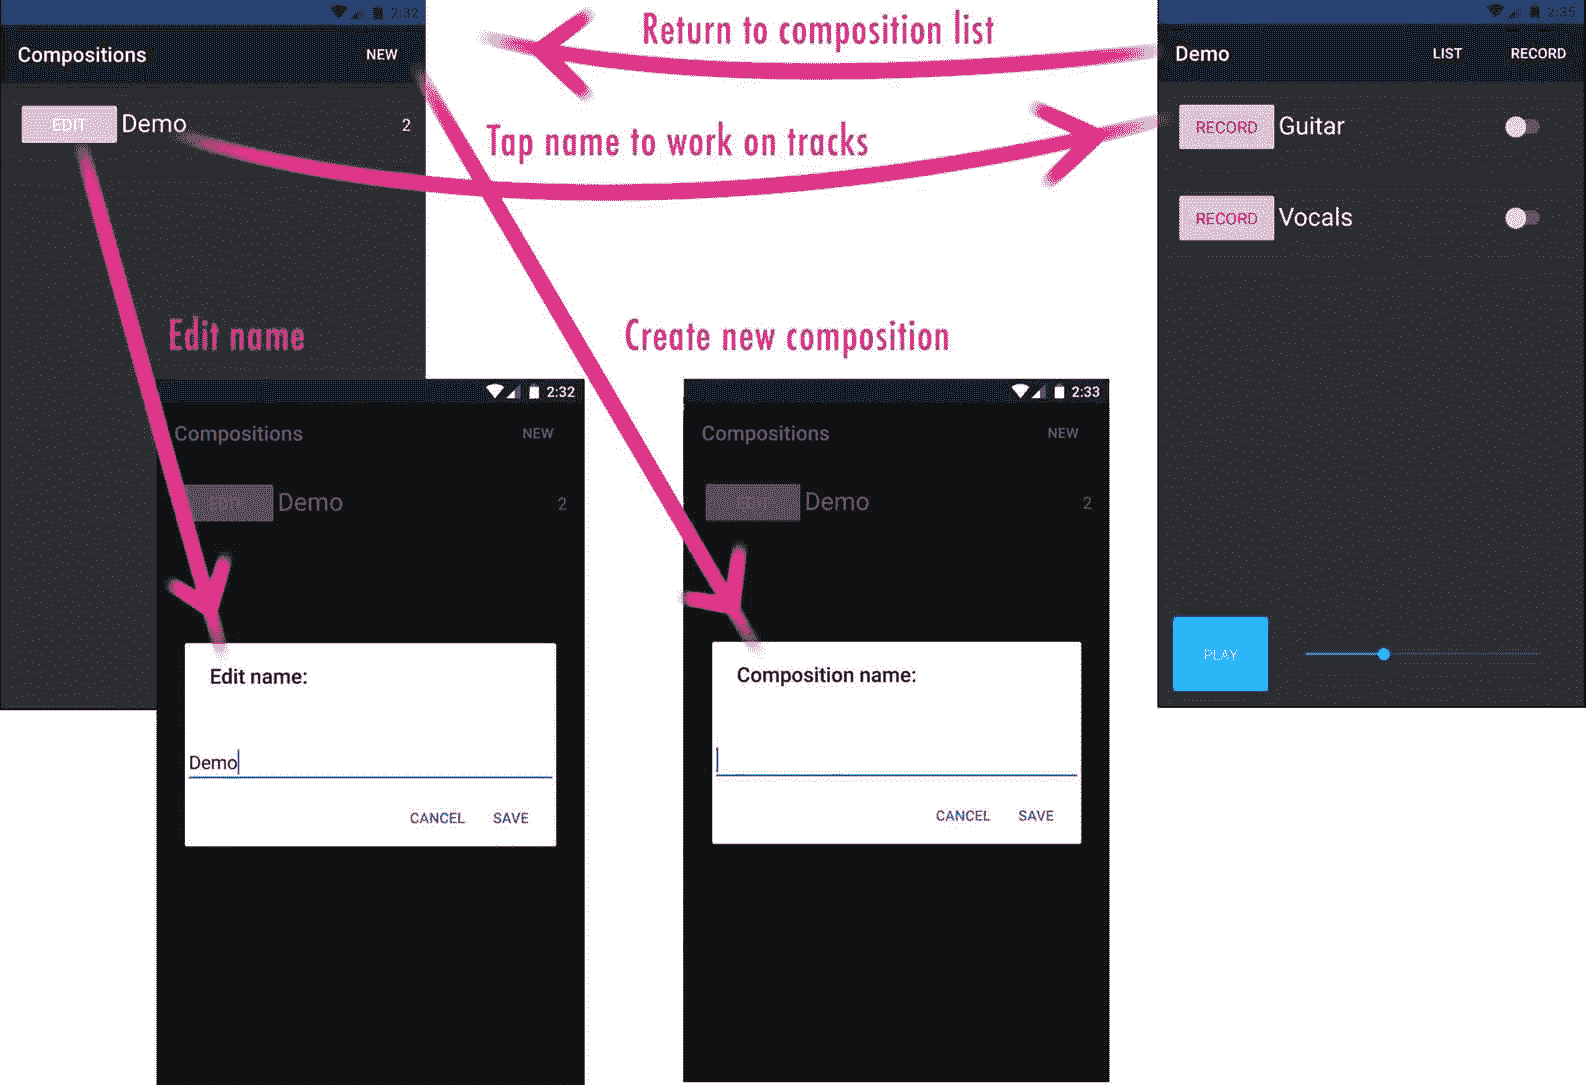 2:32
Compositions NEW
EDIT Demo 2
Return to composition list
Tap name to work on tracks
2:35
Demo LIST RECORD
RECORD Guitar
RECORD Vocals
PLAY
Edit name
Create new composition
2:32
Compositions NEW
EDIT Demo 2
Edit name:
Demo
CANCEL SAVE
2:33
Compositions NEW
EDIT Demo 2
Composition name:
CANCEL SAVE